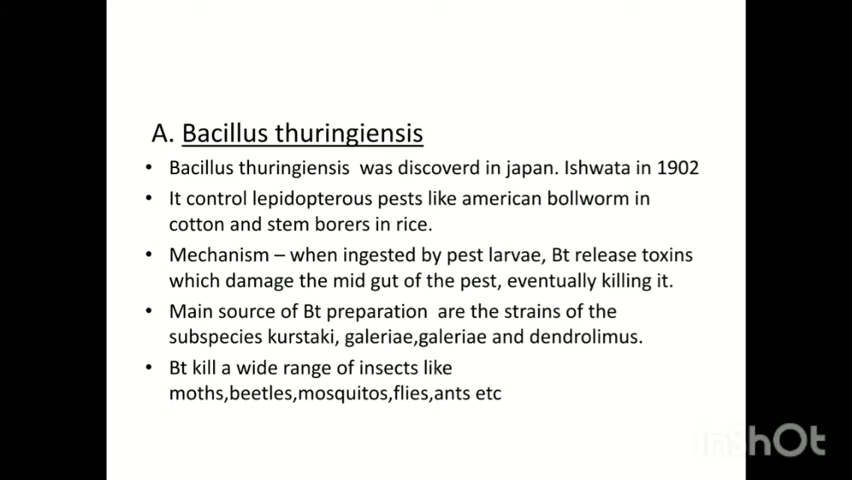 A. Bacillus thuringiensis
• Bacillus thuringiensis was discoverd in japan. Ishwata in 1902
• It control lepidopterous pests like american bollworm in
cotton and stem borers in rice.
• Mechanism – when ingested by pest larvae, Bt release toxins
which damage the mid gut of the pest, eventually killing it.
• Main source of Bt preparation are the strains of the
subspecies kurstaki, galeriae,galeriae and dendrolimus.
• Bt kill a wide range of insects like
moths,beetles,mosquitos,flies,ants etc
InShOt